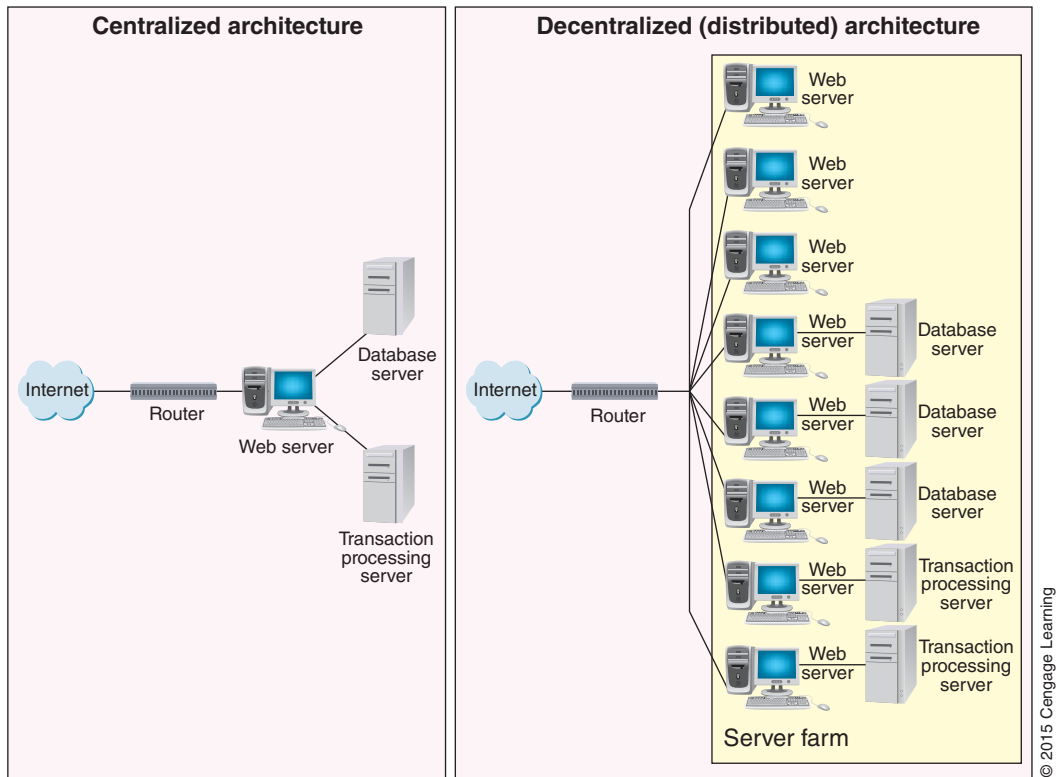 Centralized architecture
Internet
Router
Web server
Database
server
Transaction
processing
server
Decentralized (distributed) architecture
Internet
Router
Web
server
Web
server
Web
server
Web
server
Database
server
Web
server
Database
server
Web
server
Database
server
Web
server
Transaction
processing
server
Web
server
Transaction
processing
server
Server farm
© 2015 Cengage Learning